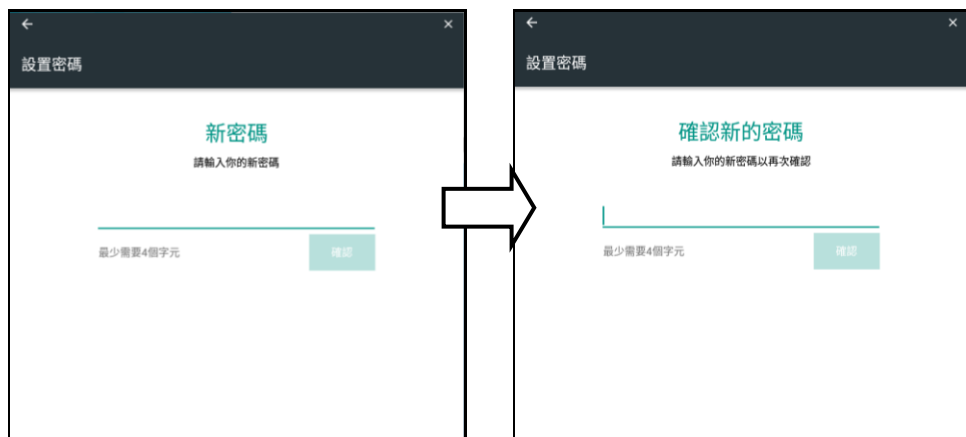 設置密碼
新密碼
請輸入你的新密碼
最少需要4個字元
確認
設置密碼
確認新的密碼
請輸入你的新密碼以再次確認
最少需要4個字元
確認